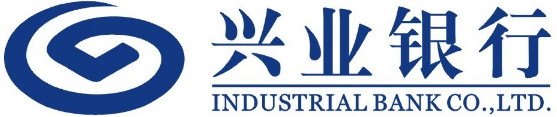 兴业银行
INDUSTRIAL BANK CO.,LTD.